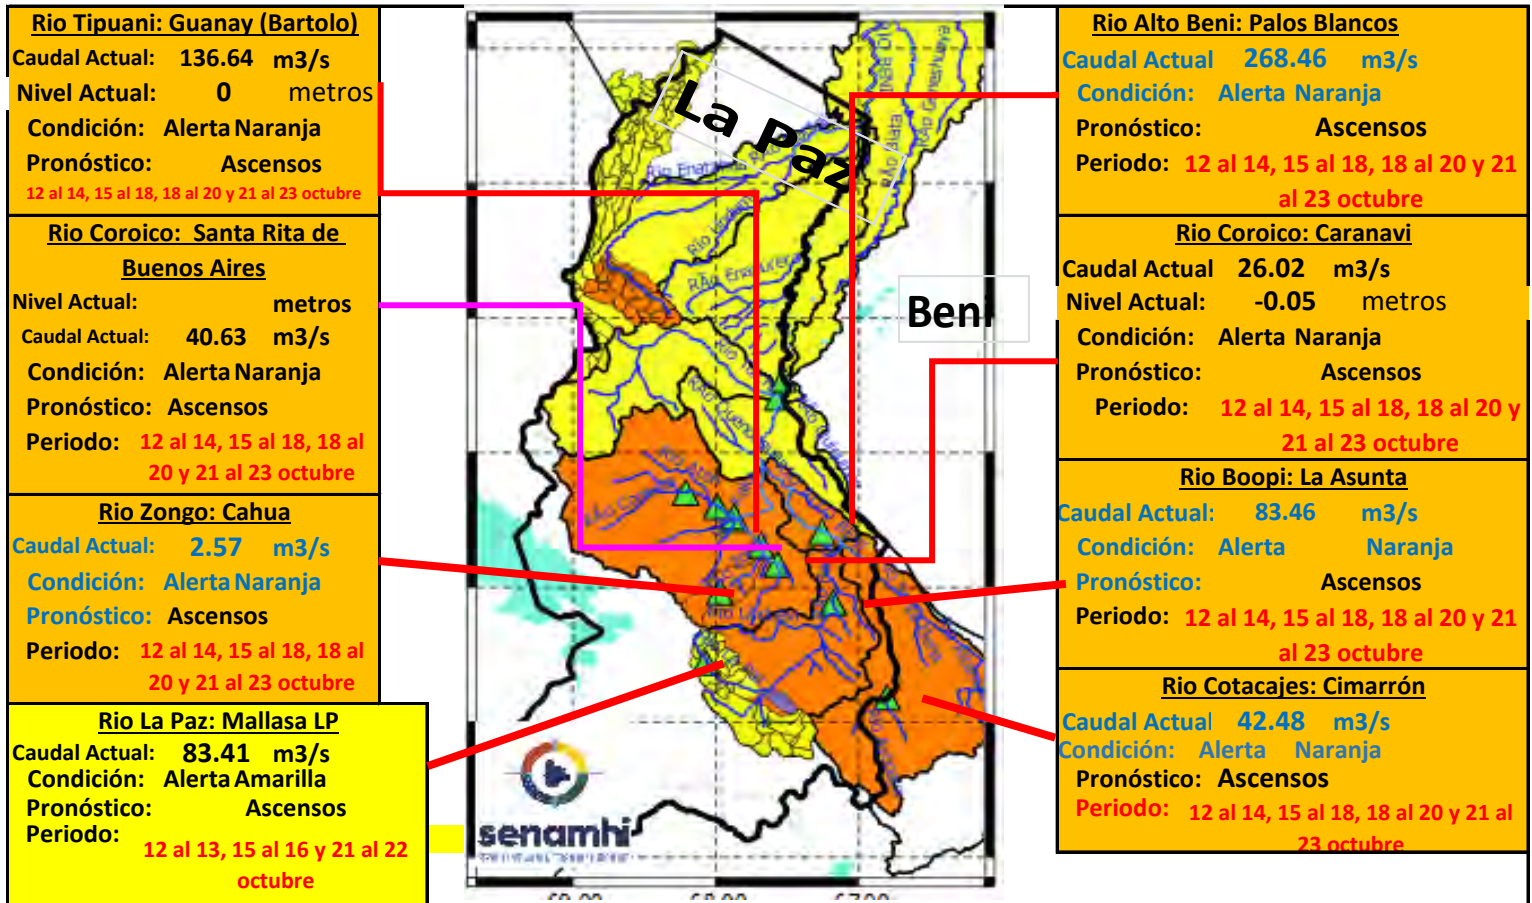 Rio Tipuani: Guanay (Bartolo)
Caudal Actual: 136.64 m3/s
Nivel Actual: 0 metros
Condición: Alerta Naranja
Pronóstico: Ascensos
12 al 14, 15 al 18, 18 al 20 y 21 al 23 octubre
Rio Coroico: Santa Rita de
Buenos Aires
Nivel Actual: metros
Caudal Actual: 40.63 m3/s
Condición: Alerta Naranja
Pronóstico: Ascensos
Periodo: 12 al 14, 15 al 18, 18 al
20 y 21 al 23 octubre
Rio Zongo: Cahua
Caudal Actual: 2.57 m3/s
Condición: Alerta Naranja
Pronóstico: Ascensos
Periodo: 12 al 14, 15 al 18, 18 al
20 y 21 al 23 octubre
Rio La Paz: Mallasa LP
Caudal Actual: 83.41 m3/s
Condición: Alerta Amarilla
Pronóstico: Ascensos
Periodo:
12 al 13, 15 al 16 y 21 al 22
octubre
La Paz
Beni
Rio Enat
RÃo Enajurera
RÃo Biata
RÃo Geneshuaya
senamhi
Rio Alto Beni: Palos Blancos
Caudal Actual 268.46 m3/s
Condición: Alerta Naranja
Pronóstico: Ascensos
Periodo: 12 al 14, 15 al 18, 18 al 20 y 21
al 23 octubre
Rio Coroico: Caranavi
Caudal Actual 26.02 m3/s
Nivel Actual: -0.05 metros
Condición: Alerta Naranja
Pronóstico: Ascensos
Periodo: 12 al 14, 15 al 18, 18 al 20 y
21 al 23 octubre
Rio Boopi: La Asunta
Caudal Actual: 83.46 m3/s
Condición: Alerta Naranja
Pronóstico: Ascensos
Periodo: 12 al 14, 15 al 18, 18 al 20 y 21
al 23 octubre
Rio Cotacajes: Cimarrón
Caudal Actual 42.48 m3/s
Condición: Alerta Naranja
Pronóstico: Ascensos
Periodo: 12 al 14, 15 al 18, 18 al 20 y 21 al
23 octubre